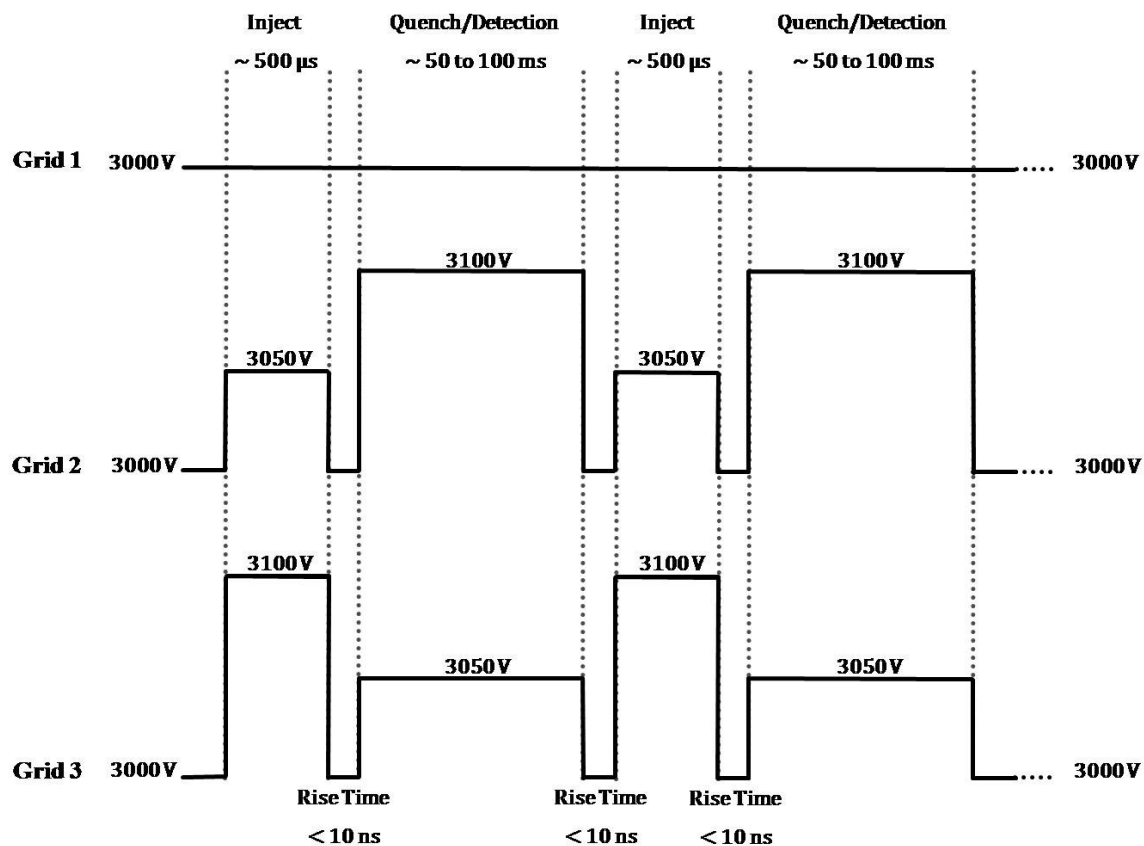 Inject Quench/Detection Inject Quench/Detection
~ 500 μs ~ 50 to 100 ms ~ 500 μs ~ 50 to 100 ms
Grid 1 3000V 3000V
3100V 3100V
3050V 3050V
Grid 2 3000V 3000V
3100V 3100V
3050V 3050V
Grid 3 3000V 3000V
Rise Time Rise Time Rise Time
< 10 ns < 10 ns < 10 ns